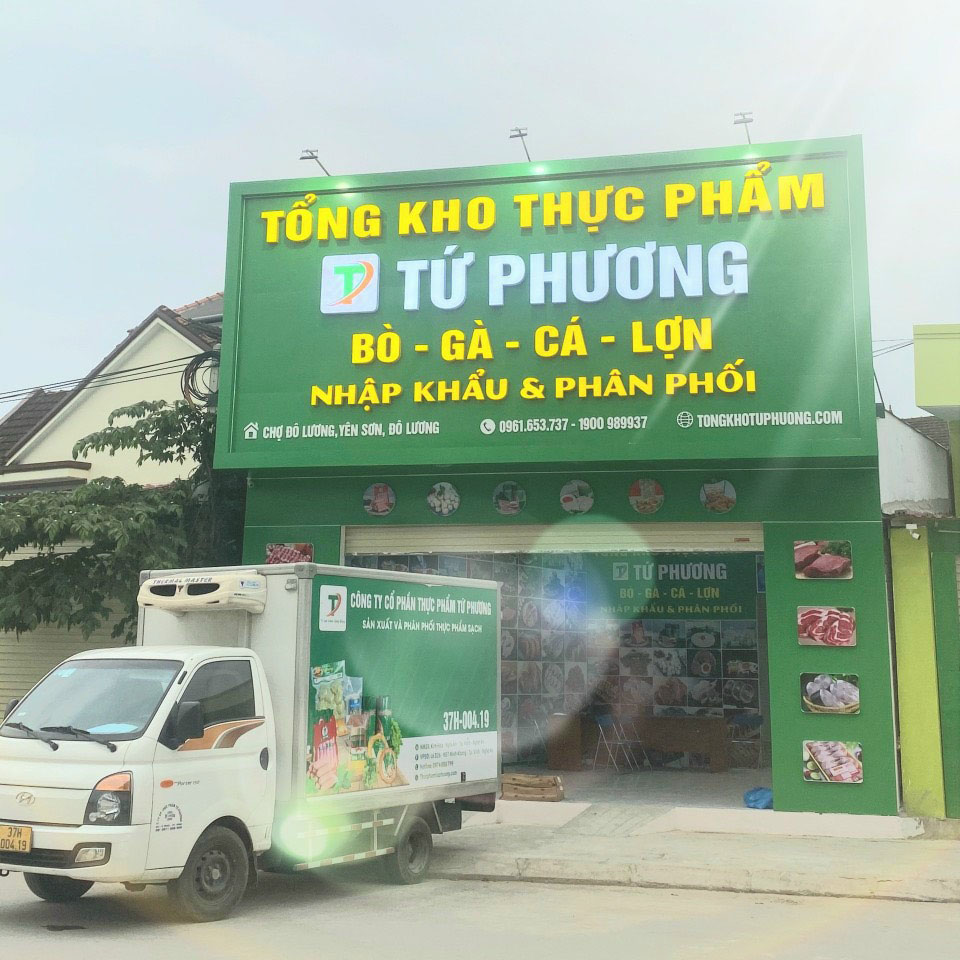 TỔNG KHO THỰC PHẨM
TỨ PHƯƠNG
BÒ - GÀ - CÁ - LỢN
NHẬP KHẨU & PHÂN PHỐI
CHỢ ĐÔ LƯƠNG, YÊN SƠN, ĐÔ LƯƠNG
0961.653.737 - 1900 989937
TONGKHOTUPHUONG.COM
TỨ PHƯƠNG
BÒ - GÀ - CÁ - LỢN
NHẬP KHẨU & PHÂN PHỐI
THERMAL MASTER
CÔNG TY CỔ PHẦN THỰC PHẨM TỨ PHƯƠNG
SẢN XUẤT VÀ PHÂN PHỐI THỰC PHẨM SẠCH
37H-004.19
37H
004.19